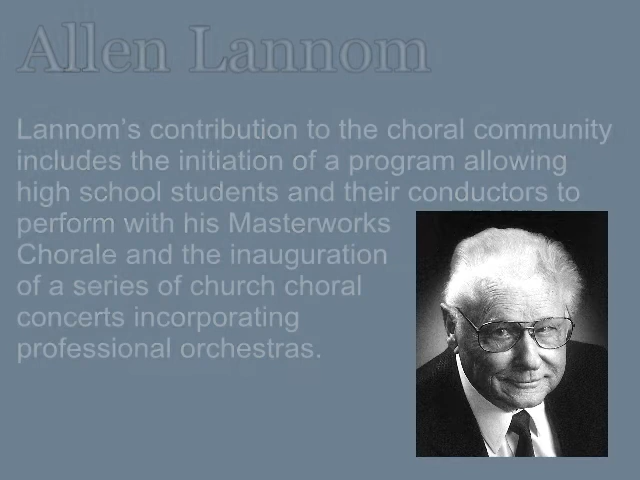 Allen Lannom
Lannom's contribution to the choral community
includes the initiation of a program allowing
high school students and their conductors to
perform with his Masterworks
Chorale and the inauguration
of a series of church choral
concerts incorporating
professional orchestras.